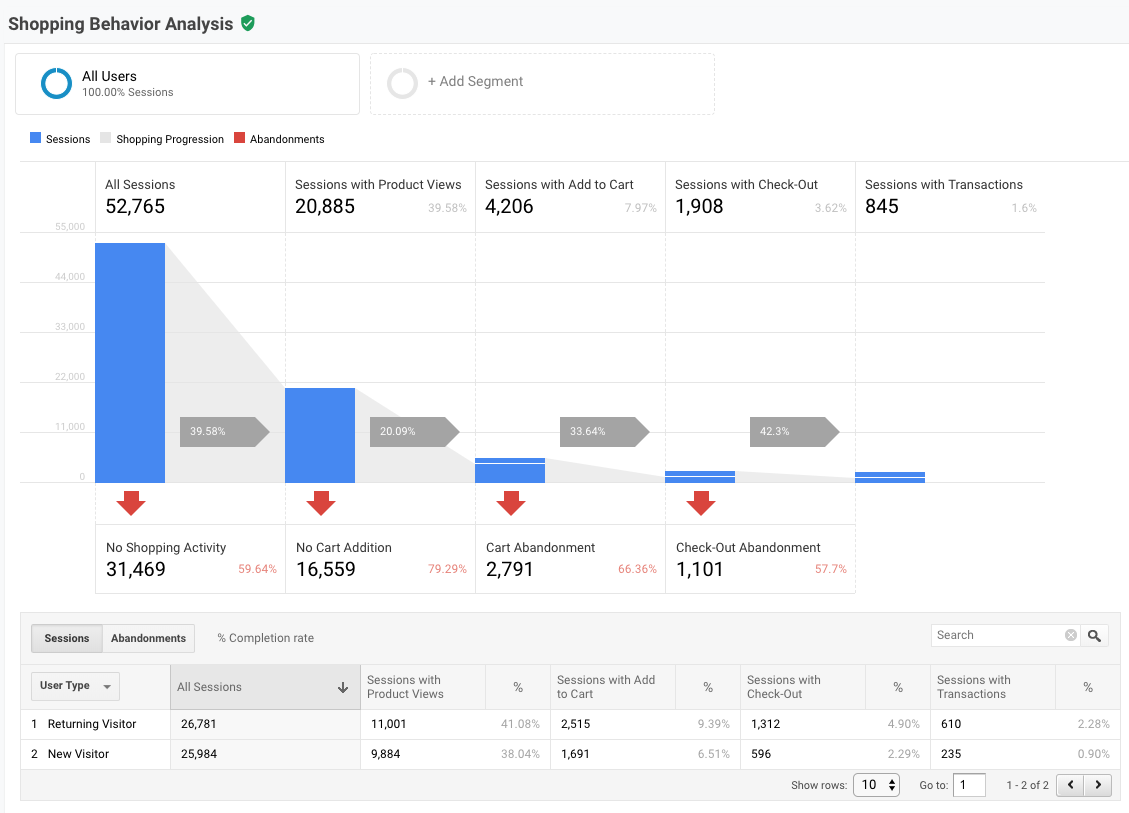 Shopping Behavior Analysis
All Users
100.00% Sessions
+ Add Segment
Sessions Shopping Progression Abandonments
All Sessions
52,765
Sessions with Product Views
20,885 39.58%
Sessions with Add to Cart
4,206 7.97%
Sessions with Check-Out
1,908 3.62%
Sessions with Transactions
845 1.6%
55,000
44,000
33,000
22,000
11,000
0
39.58%
20.09%
33.64%
42.3%
No Shopping Activity
31,469 59.64%
No Cart Addition
16,559 79.29%
Cart Abandonment
2,791 66.36%
Check-Out Abandonment
1,101 57.7%
Sessions Abandonments % Completion rate
Search
User Type
All Sessions
Sessions with
Product Views
%
Sessions with Add
to Cart
%
Sessions with
Check-Out
%
Sessions with
Transactions
%
1 Returning Visitor 26,781 11,001 41.08% 2,515 9.39% 1,312 4.90% 610 2.28%
2 New Visitor 25,984 9,884 38.04% 1,691 6.51% 596 2.29% 235 0.90%
Show rows: 10 Go to: 1 1 - 2 of 2